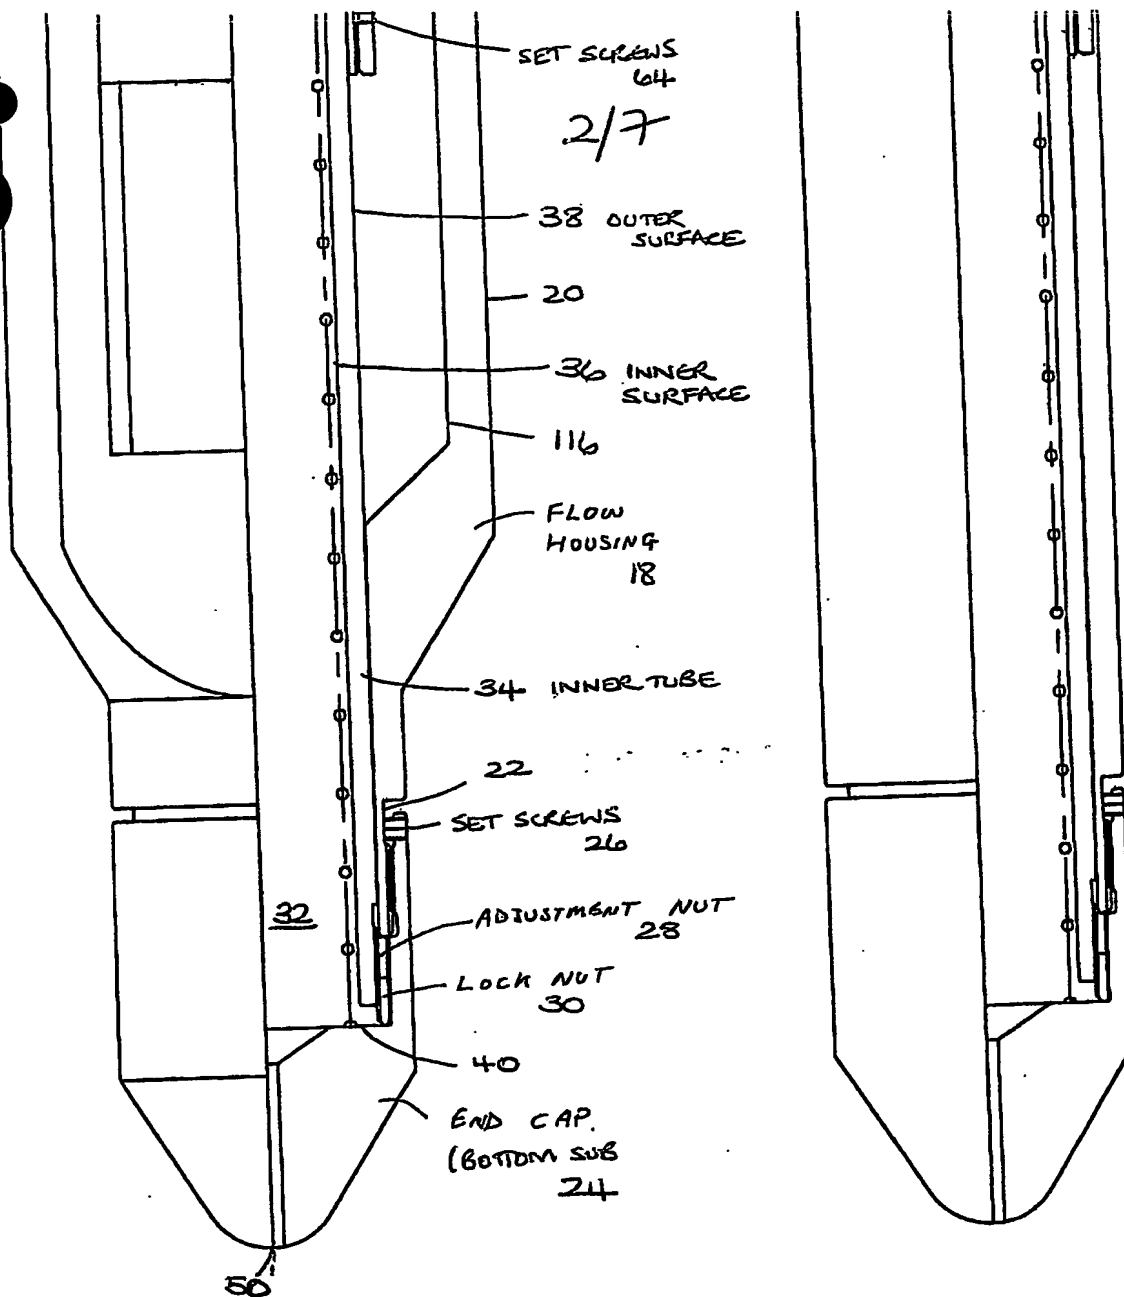 SET SCREWS
64
2/7
38 OUTER
SURFACE
20
36 INNER
SURFACE
116
FLOW
HOUSING
18
34 INNER TUBE
22
SET SCREWS
26
32
ADJUSTMENT NUT
28
LOCK NUT
30
40
END CAP.
(BOTTOM SUB
24
50